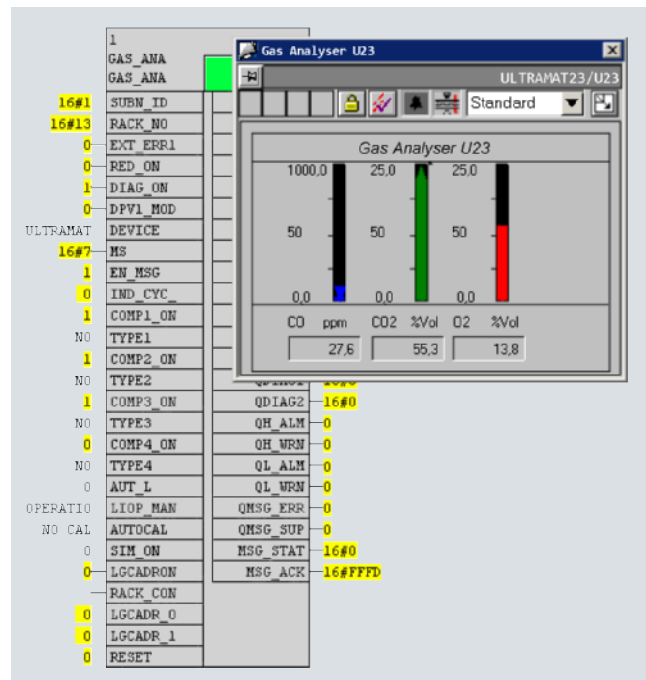 1
GAS_ANA
GAS_ANA
16#1 SUBN_ID
16#13 RACK_NO
0 EXT_ERR1
0 RED_ON
1 DIAG_ON
0 DPV1_MOD
ULTRAMAT DEVICE
16#7 MS
1 EN_MSG
0 IND_CYC_
1 COMP1_ON
NO TYPE1
1 COMP2_ON
NO TYPE2
1 COMP3_ON
NO TYPE3
0 COMP4_ON
NO TYPE4
0 AUT_L
OPERATIO LIOP_MAN
NO CAL AUTOCAL
0 SIM_ON
0 LGCADRON
RACK_CON
0 LGCADR_0
0 LGCADR_1
0 RESET
QDIAG2 16#0
QH_ALM 0
QH_WRN 0
QL_ALM 0
QL_WRN 0
QMSG_ERR 0
QMSG_SUP 0
MSG_STAT 16#0
MSG_ACK 16#FFFD
Gas Analyser U23
ULTRAMAT23/U23
Standard
Gas Analyser U23
1000,0 25,0 25,0
50 50 50
0,0 0,0 0,0
CO ppm CO2 %Vol O2 %Vol
27,6 55,3 13,8